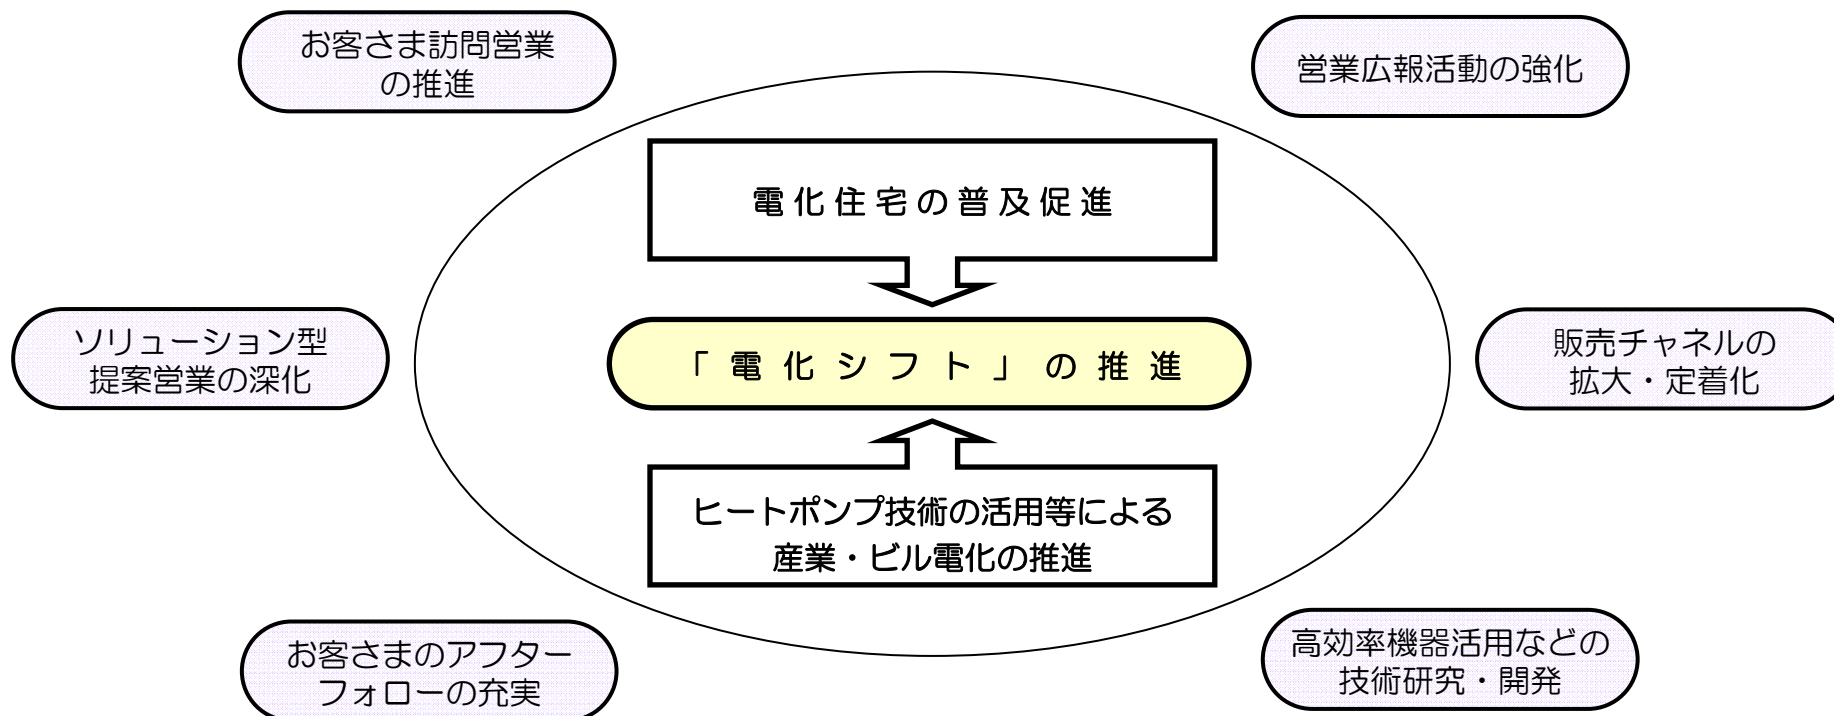 お客さま訪問営業
の推進
営業広報活動の強化
電化住宅の普及促進
ソリューション型
提案営業の深化
「電化シフト」の推進
販売チャネルの
拡大・定着化
ヒートポンプ技術の活用等による
産業・ビル電化の推進
お客さまのアフター
フォローの充実
高効率機器活用などの
技術研究・開発